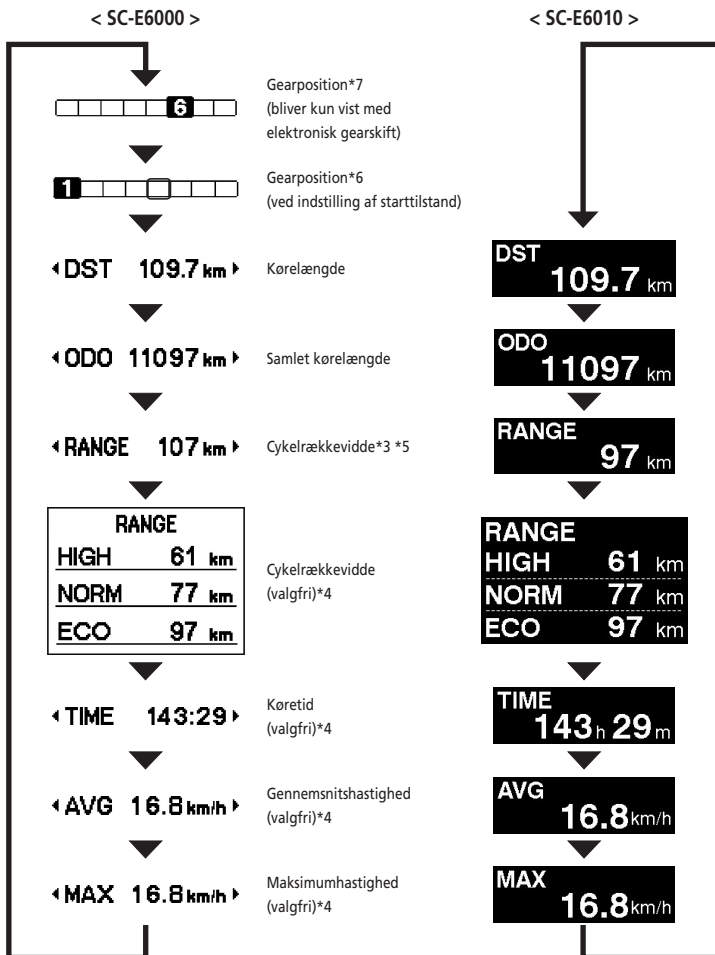 < SC-E6000 >
< SC-E6010 >
6
Gearposition*7
(bliver kun vist med
elektronisk gearskift)
1
Gearposition*6
(ved indstilling af starttilstand)
DST 109.7 km
Kørelængde
DST
109.7 km
ODO 11097 km
Samlet kørelængde
ODO
11097 km
RANGE 107 km
Cykelrækkevidde*3 *5
RANGE
97 km
RANGE
HIGH 61 km
NORM 77 km
ECO 97 km
Cykelrækkevidde
(valgfri)*4
RANGE
HIGH 61 km
NORM 77 km
ECO 97 km
TIME 143:29
Køretid
(valgfri)*4
TIME
143 h 29 m
AVG 16.8 km/h
Gennemsnitshastighed
(valgfri)*4
AVG
16.8 km/h
MAX 16.8 km/h
Maksimumhastighed
(valgfri)*4
MAX
16.8 km/h